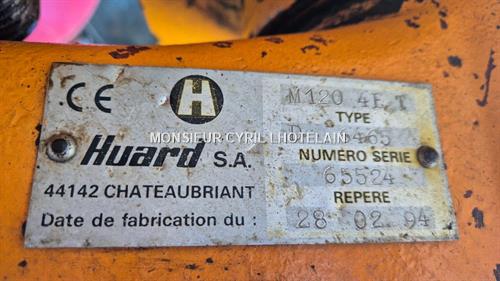 CE
H
Huard S.A.
44142 CHATEAUBRIANT
Date de fabrication du :
M120 4E T
TYPE
NUMÉRO SERIE
65524
REPERE
28 02 94
MONSIEUR CYRIL LHOTELAIN